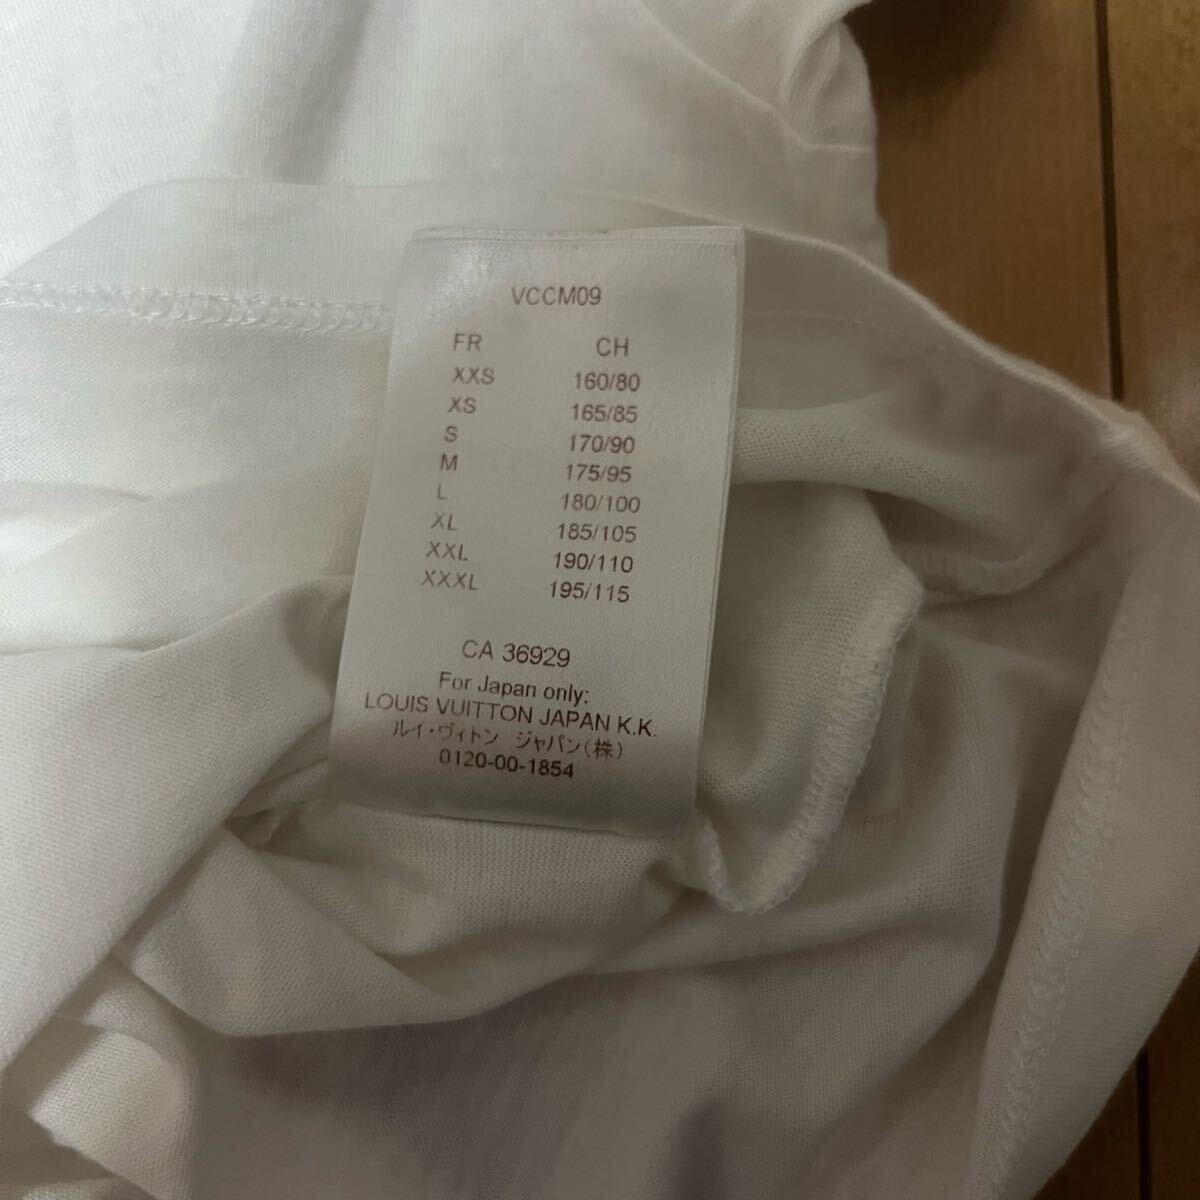 VCCM09
FR CH
XXS 160/80
XS 165/85
S 170/90
M 175/95
L 180/100
XL 185/105
XXL 190/110
XXXL 195/115
CA 36929
For Japan only:
LOUIS VUITTON JAPAN K.K.
ルイ・ヴィトン ジャパン(株)
0120-00-1854